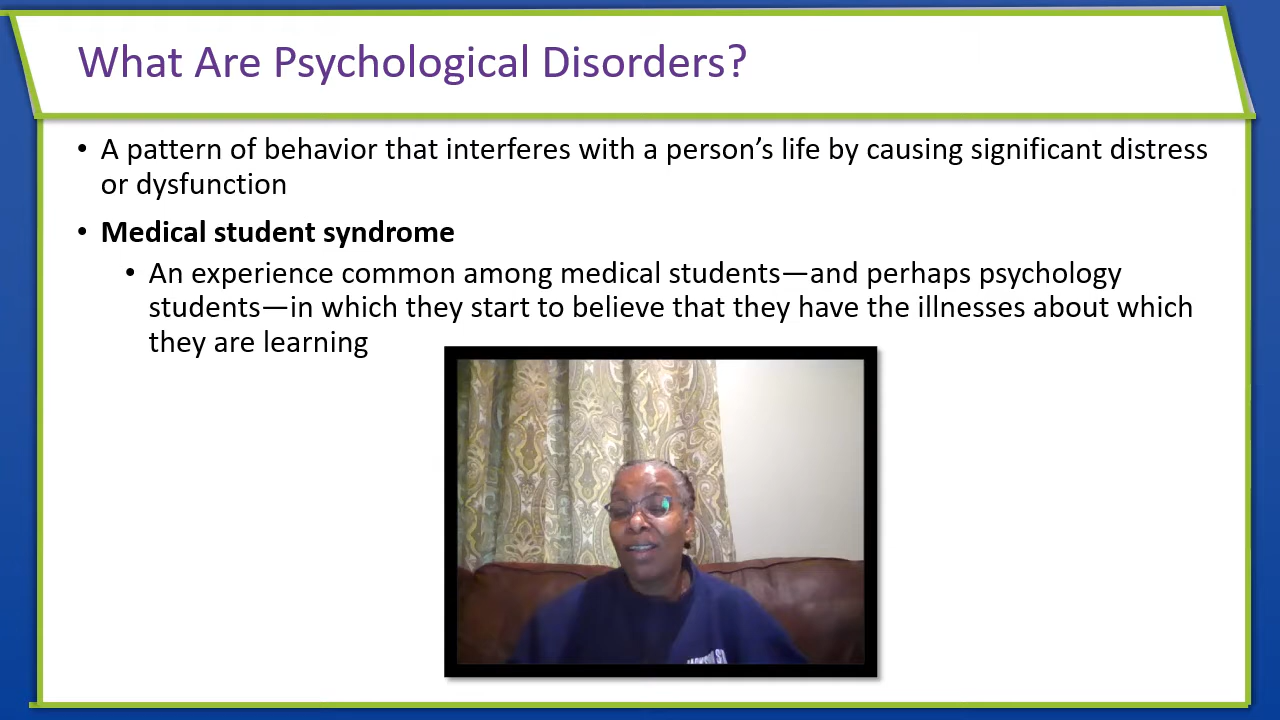 What Are Psychological Disorders?
• A pattern of behavior that interferes with a person’s life by causing significant distress
or dysfunction
• Medical student syndrome
• An experience common among medical students—and perhaps psychology
students—in which they start to believe that they have the illnesses about which
they are learning